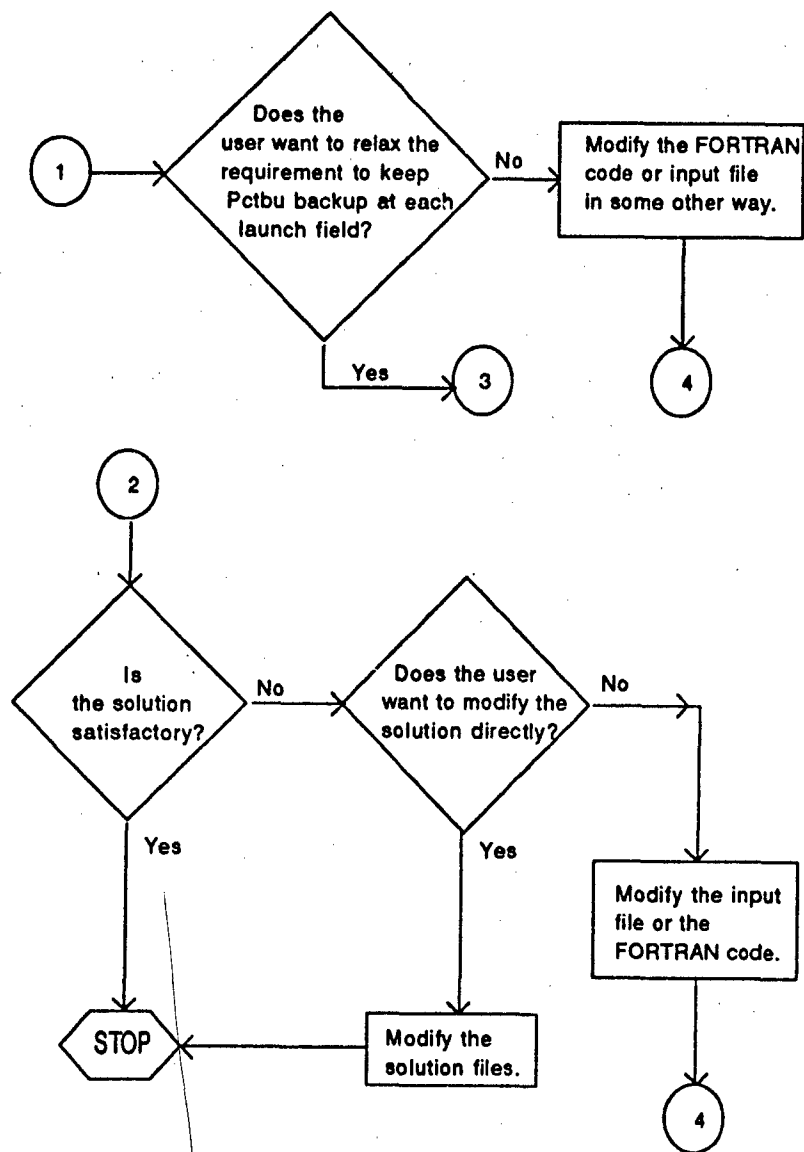 Does the
user want to relax the
requirement to keep
Pctbu backup at each
launch field?
1
No
Modify the FORTRAN
code or input file
in some other way.
Yes
3
4
2
Is
the solution
satisfactory?
No
Does the user
want to modify the
solution directly?
No
Yes
Yes
Modify the input
file or the
FORTRAN code.
STOP
Modify the
solution files.
4